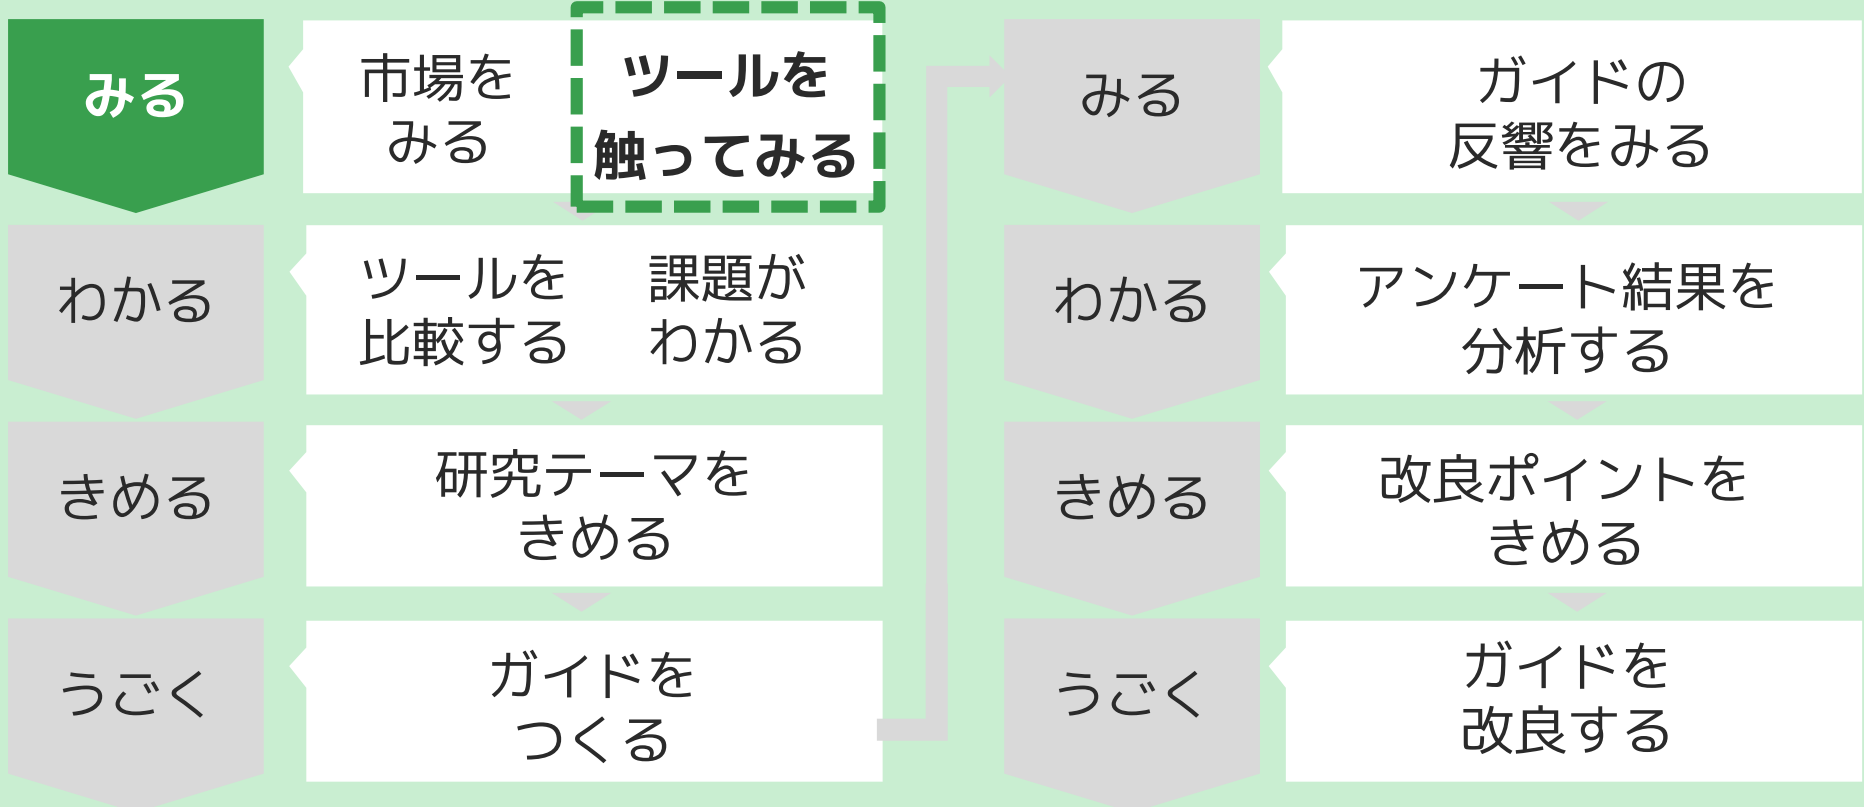 みる
市場を
みる
ツールを
触ってみる
わかる
ツールを
比較する
課題が
わかる
きめる
研究テーマを
きめる
うごく
ガイドを
つくる
みる
ガイドの
反響をみる
わかる
アンケート結果を
分析する
きめる
改良ポイントを
きめる
うごく
ガイドを
改良する